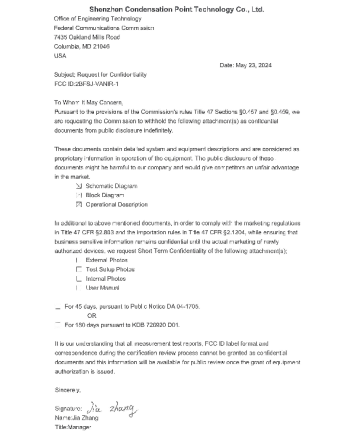 Shenzhen Condensation Point Technology Co., Ltd.
Office of Engineering Technology
Federal Communications Commission
7435 Oakland Mills Road
Columbia, MD 21046
USA
Date: May 23, 2024
Subject: Request for Confidentiality
FCC ID:2BFSJ-VANIR-1
To Whom It May Concern,
Pursuant to the provisions of the Commission's rules Title 47 Sections §0.457 and §0.459, we
are requesting the Commission to withhold the following attachment(s) as confidential
documents from public disclosure indefinitely.
These documents contain detailed system and equipment descriptions and are considered as
proprietary information in operation of the equipment. The public disclosure of these
documents might be harmful to our company and would give competitors an unfair advantage
in the market.
Schematic Diagram
Block Diagram
Operational Description
In additional to above mentioned documents, in order to comply with the marketing regulations
in Title 47 CFR §2.803 and the importation rules in Title 47 CFR §2.1204, while ensuring that
business sensitive information remains confidential until the actual marketing of newly
authorized devices. we request Short Term Confidentiality of the following attachment(s);
External Photos
Test Setup Photos
Internal Photos
User Manual
For 45 days, pursuant to Public Notice DA 04-1705.
OR
For 180 days pursuant to KDB 726920 D01.
It is our understanding that all measurement test reports, FCC ID label format and
correspondence during the certification review process cannot be granted as confidential
documents and this information will be available for public review once the grant of equipment
authorization is issued.
Sincerely,
Signature: Jia Zhang
Name:Jia Zhang
Title:Manager